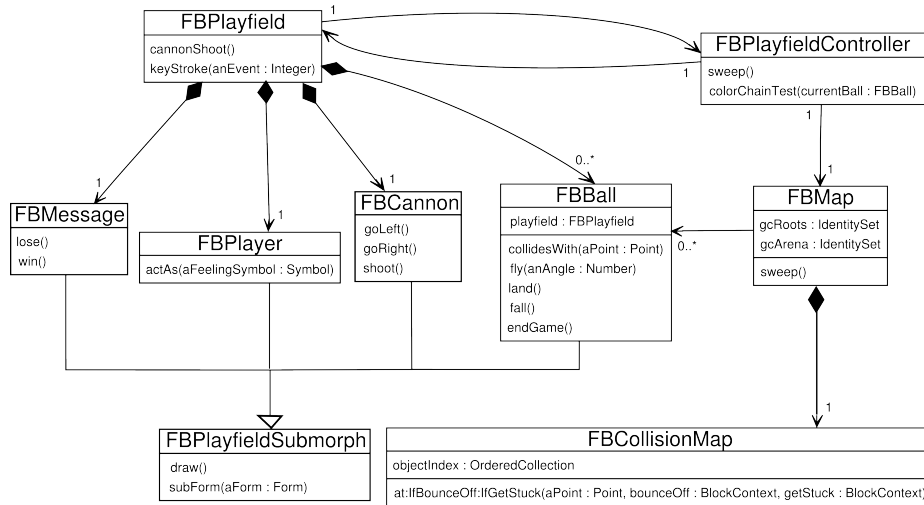 FBPlayfield
cannonShoot()
keyStroke(anEvent : Integer)
1
1
FBPlayfieldController
sweep()
colorChainTest(currentBall : FBBall)
1
1
1
1
1
0..*
FBMessage
lose()
win()
FBPlayer
actAs(aFeelingSymbol : Symbol)
FBCannon
goLeft()
goRight()
shoot()
FBBall
playfield : FBPlayfield
collidesWith(aPoint : Point)
fly(anAngle : Number)
land()
fall()
endGame()
0..*
FBMap
gcRoots : IdentitySet
gcArena : IdentitySet
sweep()
1
FBPlayfieldSubmorph
draw()
subForm(aForm : Form)
FBCollisionMap
objectIndex : OrderedCollection
at:IfBounceOff:IfGetStuck(aPoint : Point, bounceOff : BlockContext, getStuck : BlockContext)